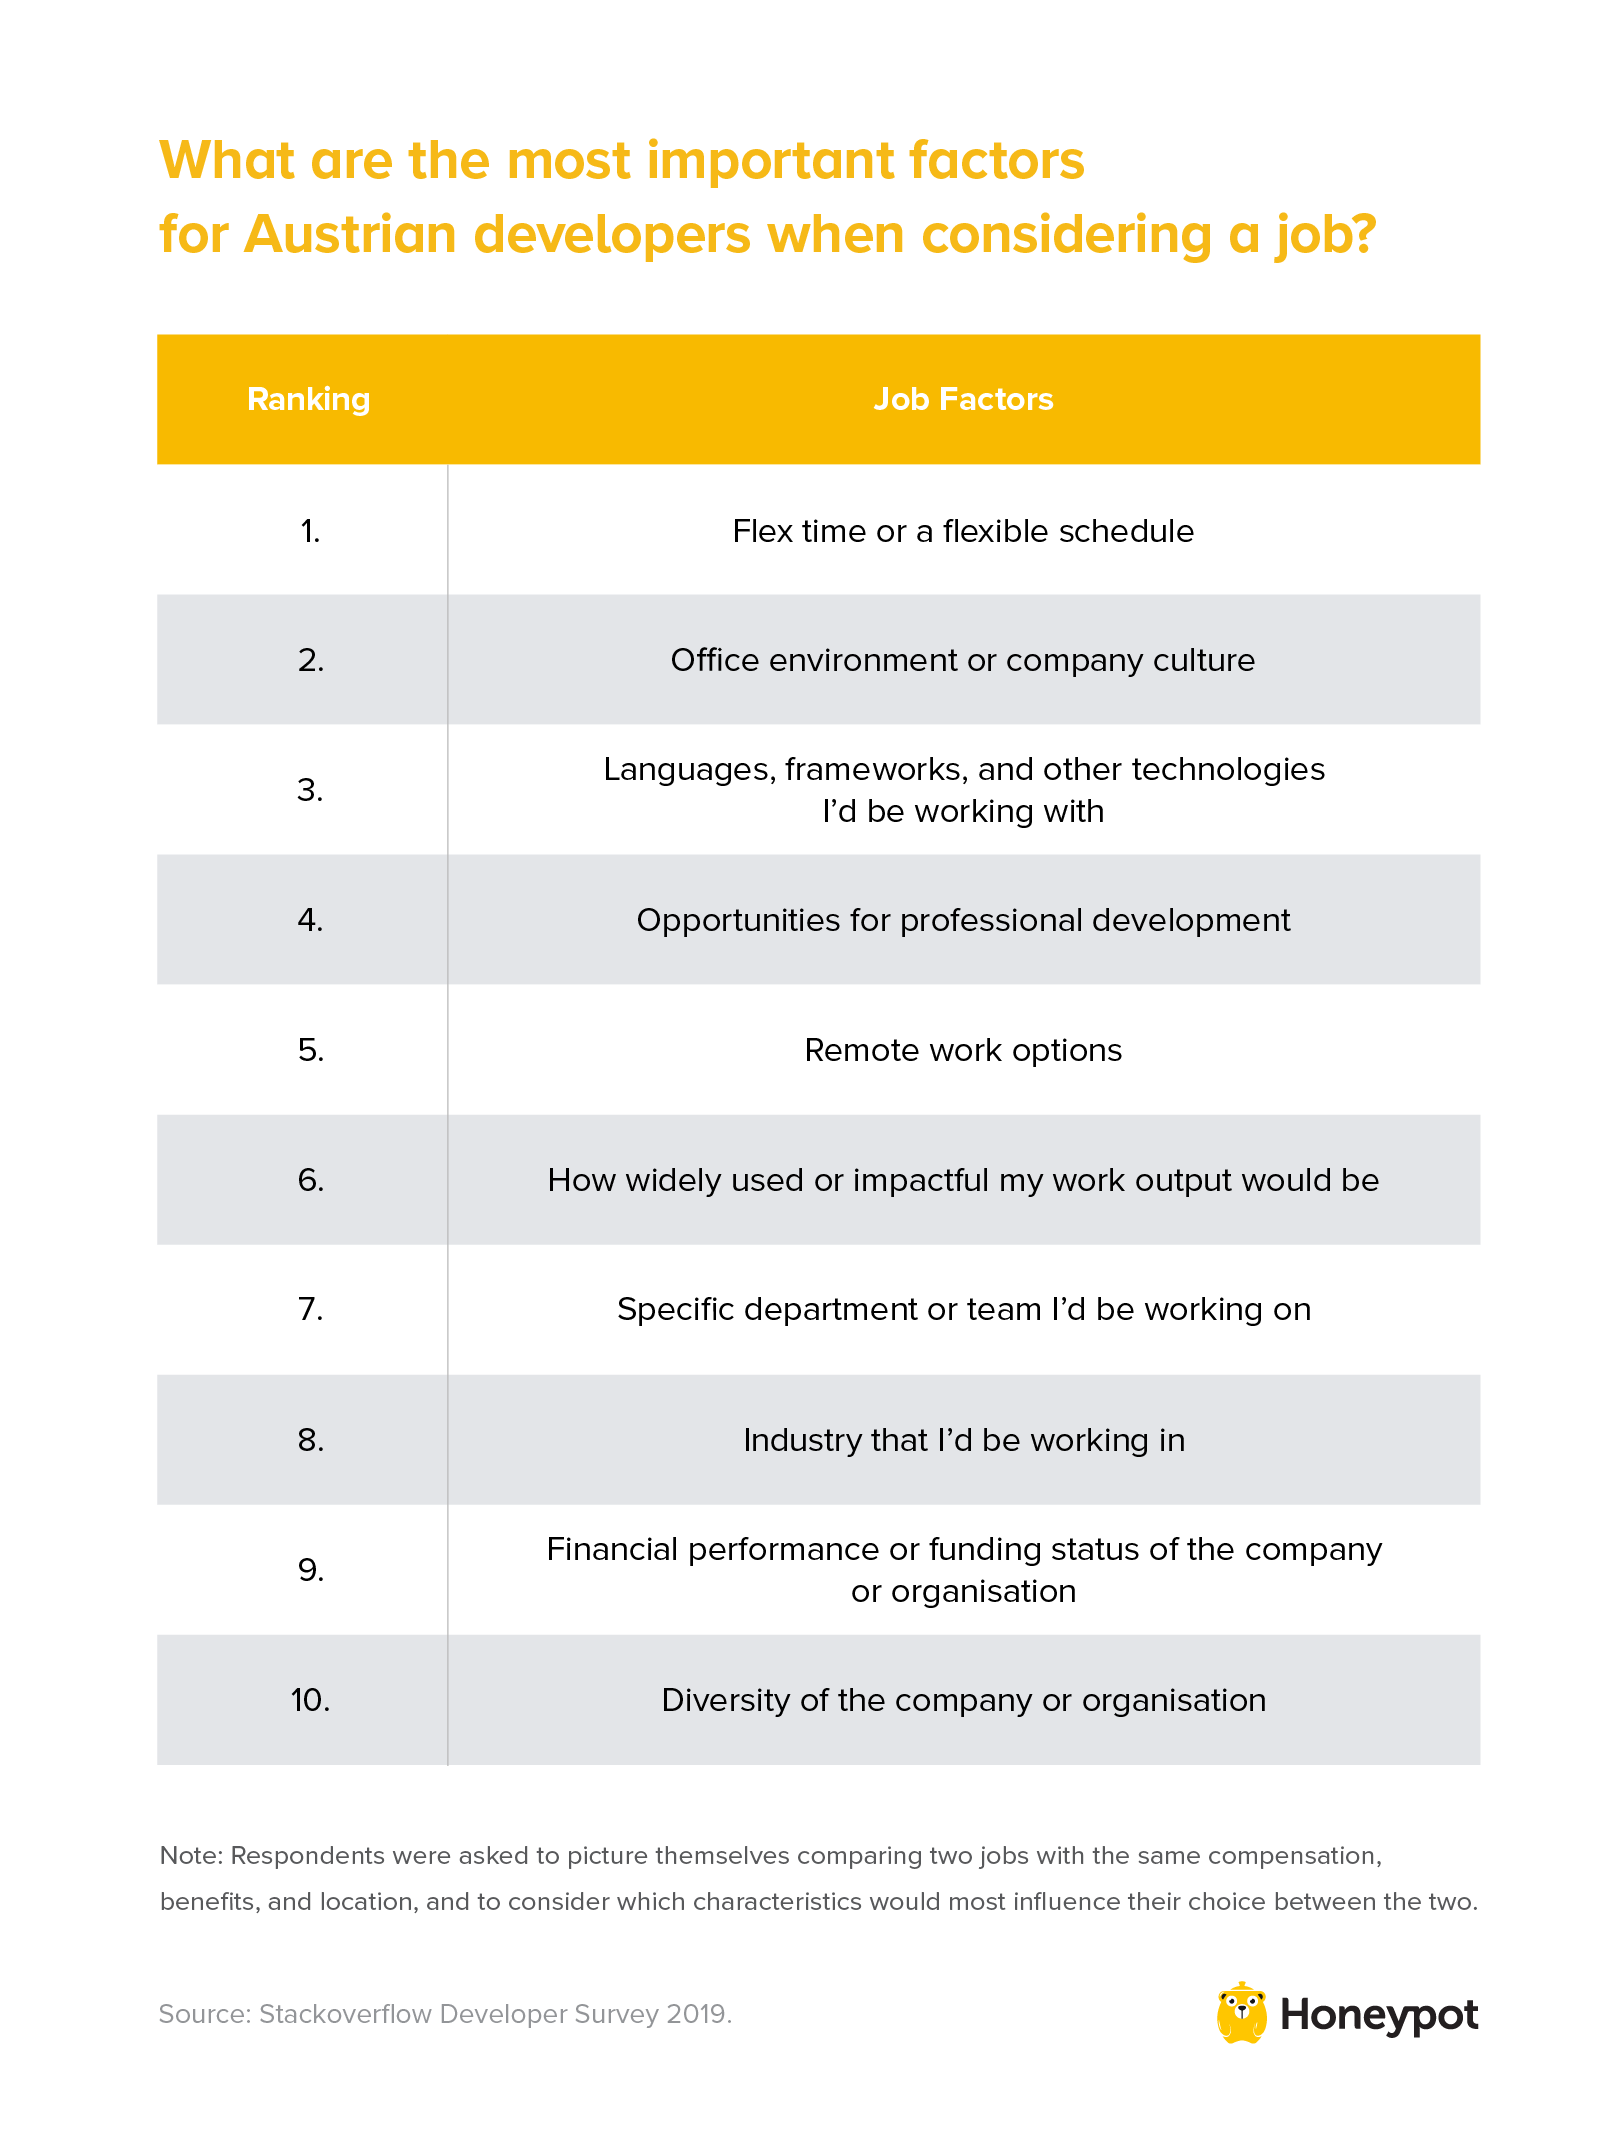 What are the most important factors
for Austrian developers when considering a job?
Ranking Job Factors
1. Flex time or a flexible schedule
2. Office environment or company culture
3. Languages, frameworks, and other technologies
I’d be working with
4. Opportunities for professional development
5. Remote work options
6. How widely used or impactful my work output would be
7. Specific department or team I’d be working on
8. Industry that I’d be working in
9. Financial performance or funding status of the company
or organisation
10. Diversity of the company or organisation
Note: Respondents were asked to picture themselves comparing two jobs with the same compensation,
benefits, and location, and to consider which characteristics would most influence their choice between the two.
Source: Stackoverflow Developer Survey 2019.
Honeypot